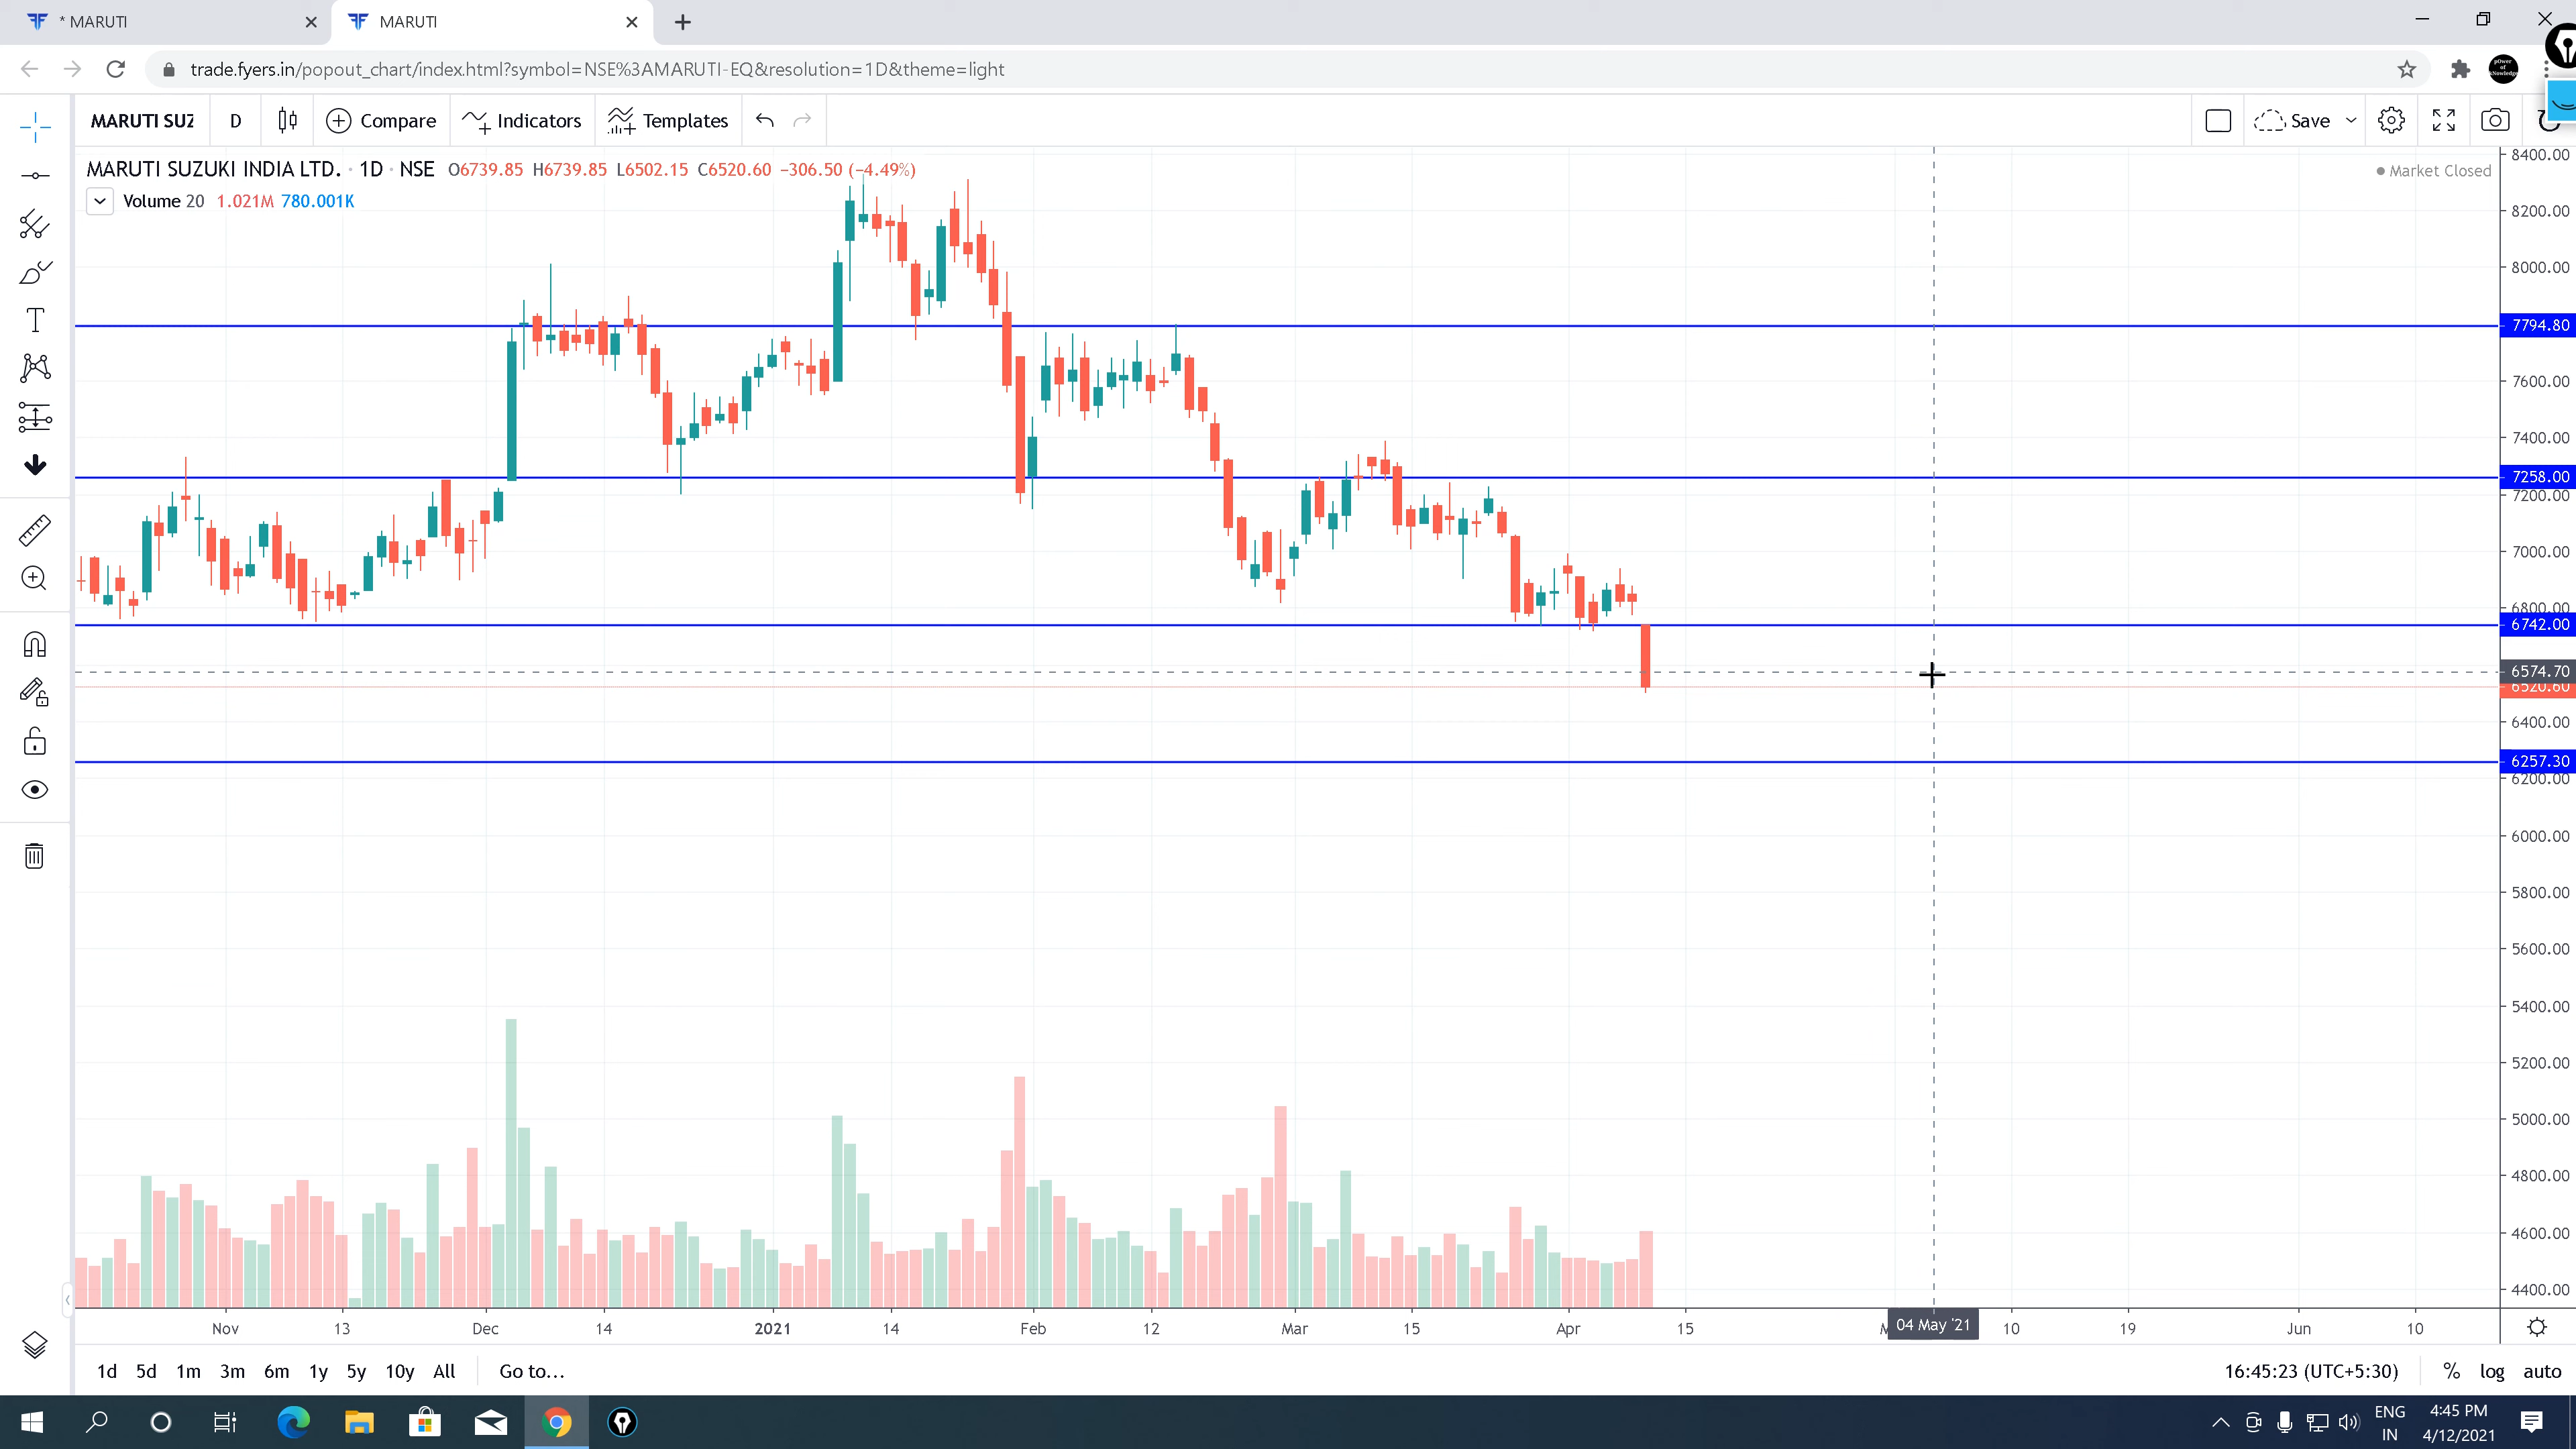 * MARUTI
MARUTI
trade.fyers.in/popout_chart/index.html?symbol=NSE%3AMARUTI-EQ&resolution=1D&theme=light
MARUTI SUZ D Compare Indicators Templates Save
MARUTI SUZUKI INDIA LTD. · 1D · NSE O6739.85 H6739.85 L6502.15 C6520.60 −306.50 (−4.49%)
Market Closed
Volume 20 1.021M 780.001K
8400.00
8200.00
8000.00
7794.80
7600.00
7400.00
7258.00
7200.00
7000.00
6800.00
6742.00
6574.70
6520.60
6400.00
6257.30
6200.00
6000.00
5800.00
5600.00
5400.00
5200.00
5000.00
4800.00
4600.00
4400.00
Nov 13 Dec 14 2021 14 Feb 12 Mar 15 Apr 15 04 May '21 10 19 Jun 10
1d 5d 1m 3m 6m 1y 5y 10y All Go to... 16:45:23 (UTC+5:30) % log auto
ENG
IN
4:45 PM
4/12/2021